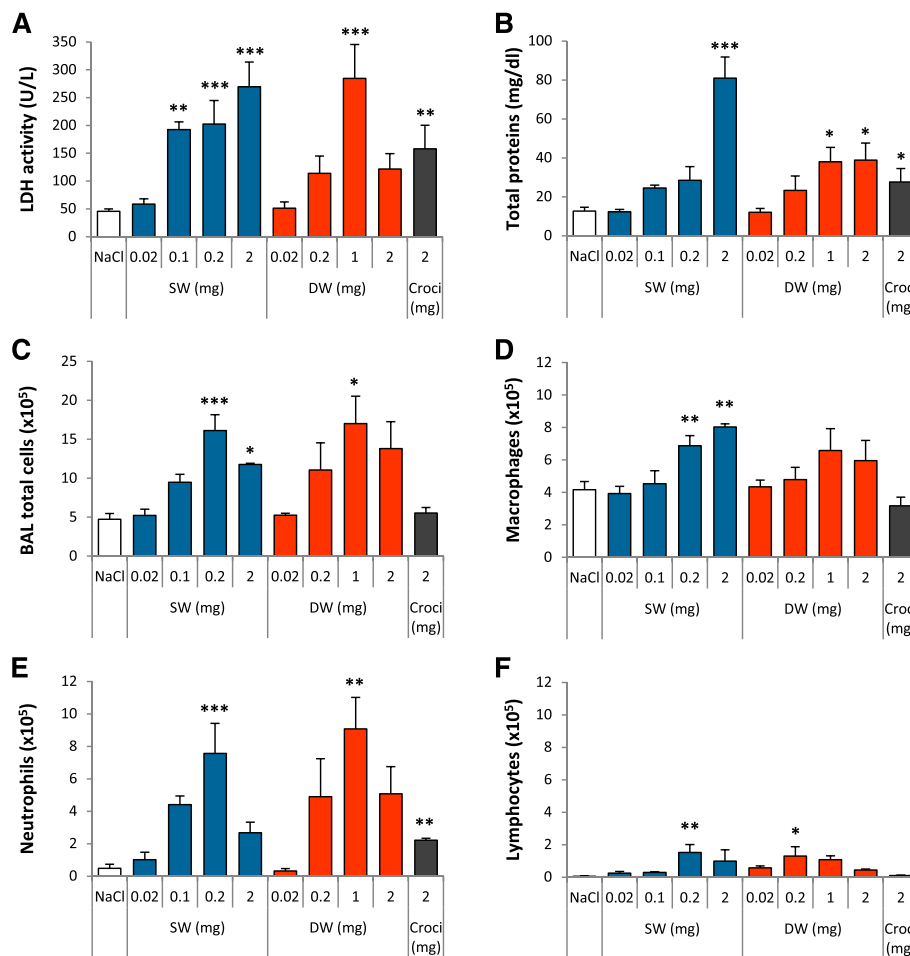 A
LDH activity (U/L)
350
300
250
200
150
100
50
0
** *** *** *** **
NaCl 0.02 0.1 0.2 2 0.02 0.2 1 2 2
SW (mg) DW (mg) Croci
(mg)
B
Total proteins (mg/dl)
100
80
60
40
20
0
*** * * *
NaCl 0.02 0.1 0.2 2 0.02 0.2 1 2 2
SW (mg) DW (mg) Croci
(mg
C
BAL total cells (x10⁵)
25
20
15
10
5
0
*** * *
NaCl 0.02 0.1 0.2 2 0.02 0.2 1 2 2
SW (mg) DW (mg) Croci
(mg)
D
Macrophages (x10⁵)
12
10
8
6
4
2
0
** **
NaCl 0.02 0.1 0.2 2 0.02 0.2 1 2 2
SW (mg) DW (mg) Croci
(mg)
E
Neutrophils (x10⁵)
12
10
8
6
4
2
0
*** ** **
NaCl 0.02 0.1 0.2 2 0.02 0.2 1 2 2
SW (mg) DW (mg) Croci
(mg)
F
Lymphocytes (x10⁵)
12
10
8
6
4
2
0
** *
NaCl 0.02 0.1 0.2 2 0.02 0.2 1 2 2
SW (mg) DW (mg) Croci
(mg)